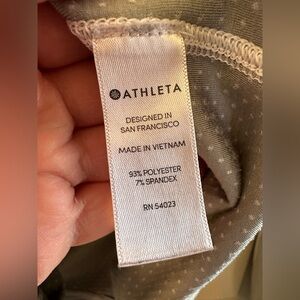 ATHLETA
DESIGNED IN
SAN FRANCISCO
MADE IN VIETNAM
93% POLYESTER
7% SPANDEX
RN 54023